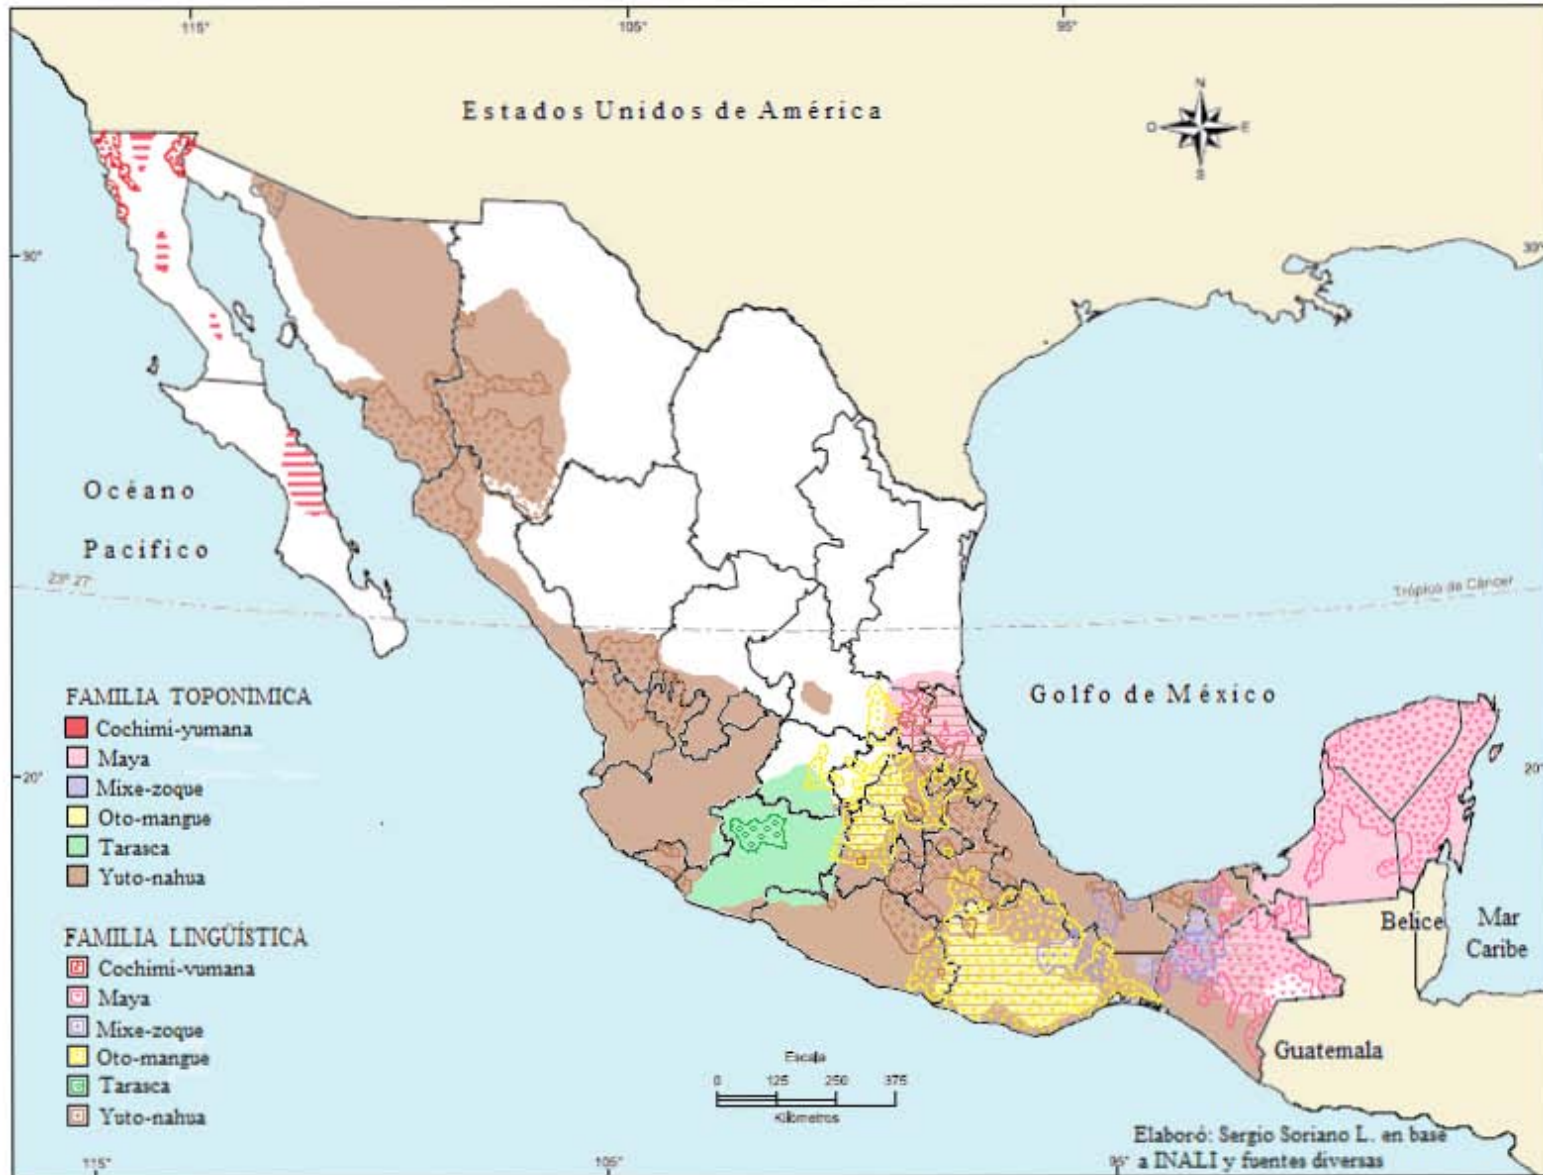 115°
105°
95°
Estados Unidos de América
N
O
E
S
30°
30°
Océano
Pacífico
23° 27'
Trópico de Cáncer
Golfo de México
FAMILIA TOPONÍMICA
Cochimi-yumana
Maya
Mixe-zoque
Oto-mangue
Tarasca
Yuto-nahua
20°
20°
FAMILIA LINGÜÍSTICA
Cochimi-yumana
Maya
Mixe-zoque
Oto-mangue
Tarasca
Yuto-nahua
Belice
Mar
Caribe
Guatemala
Escala
0 125 250 375
Kilómetros
Elaboró: Sergio Soriano L. en base
a INALI y fuentes diversas
115°
105°
95°